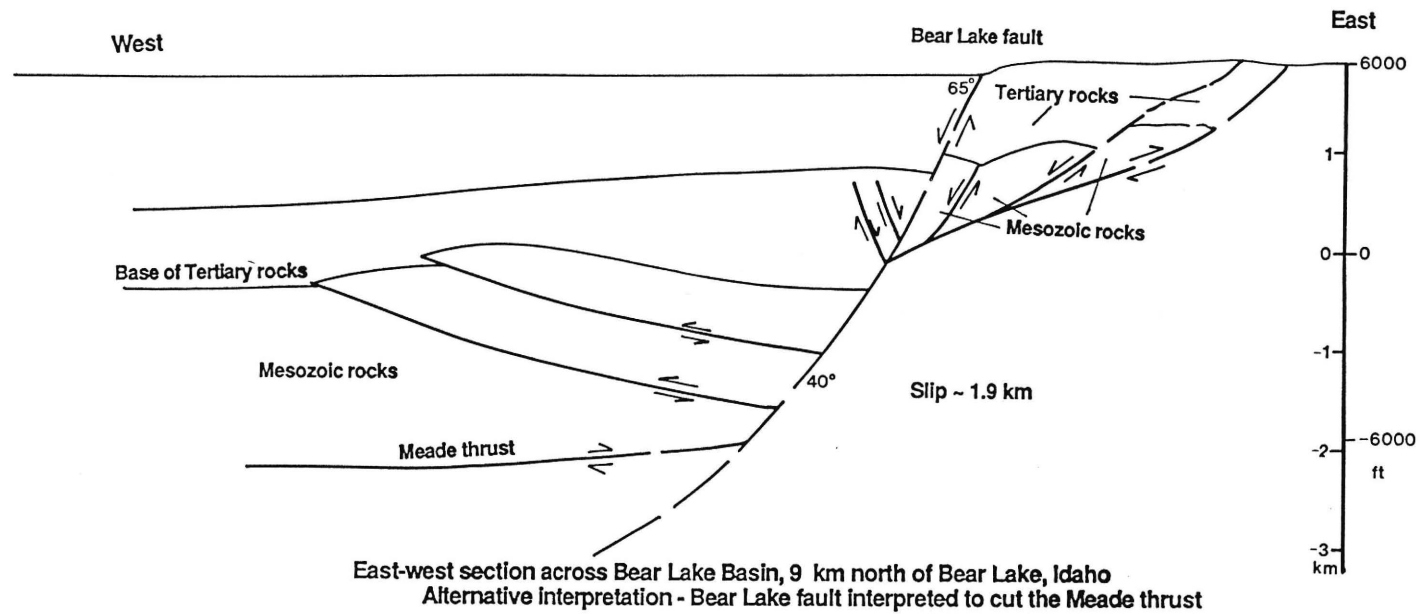 West
East
Bear Lake fault
6000
65°
Tertiary rocks
1
Mesozoic rocks
0
0
Base of Tertiary rocks
-1
40°
Mesozoic rocks
Slip ~ 1.9 km
-6000
Meade thrust
-2
ft
-3
km
East-west section across Bear Lake Basin, 9 km north of Bear Lake, Idaho
Alternative interpretation - Bear Lake fault interpreted to cut the Meade thrust